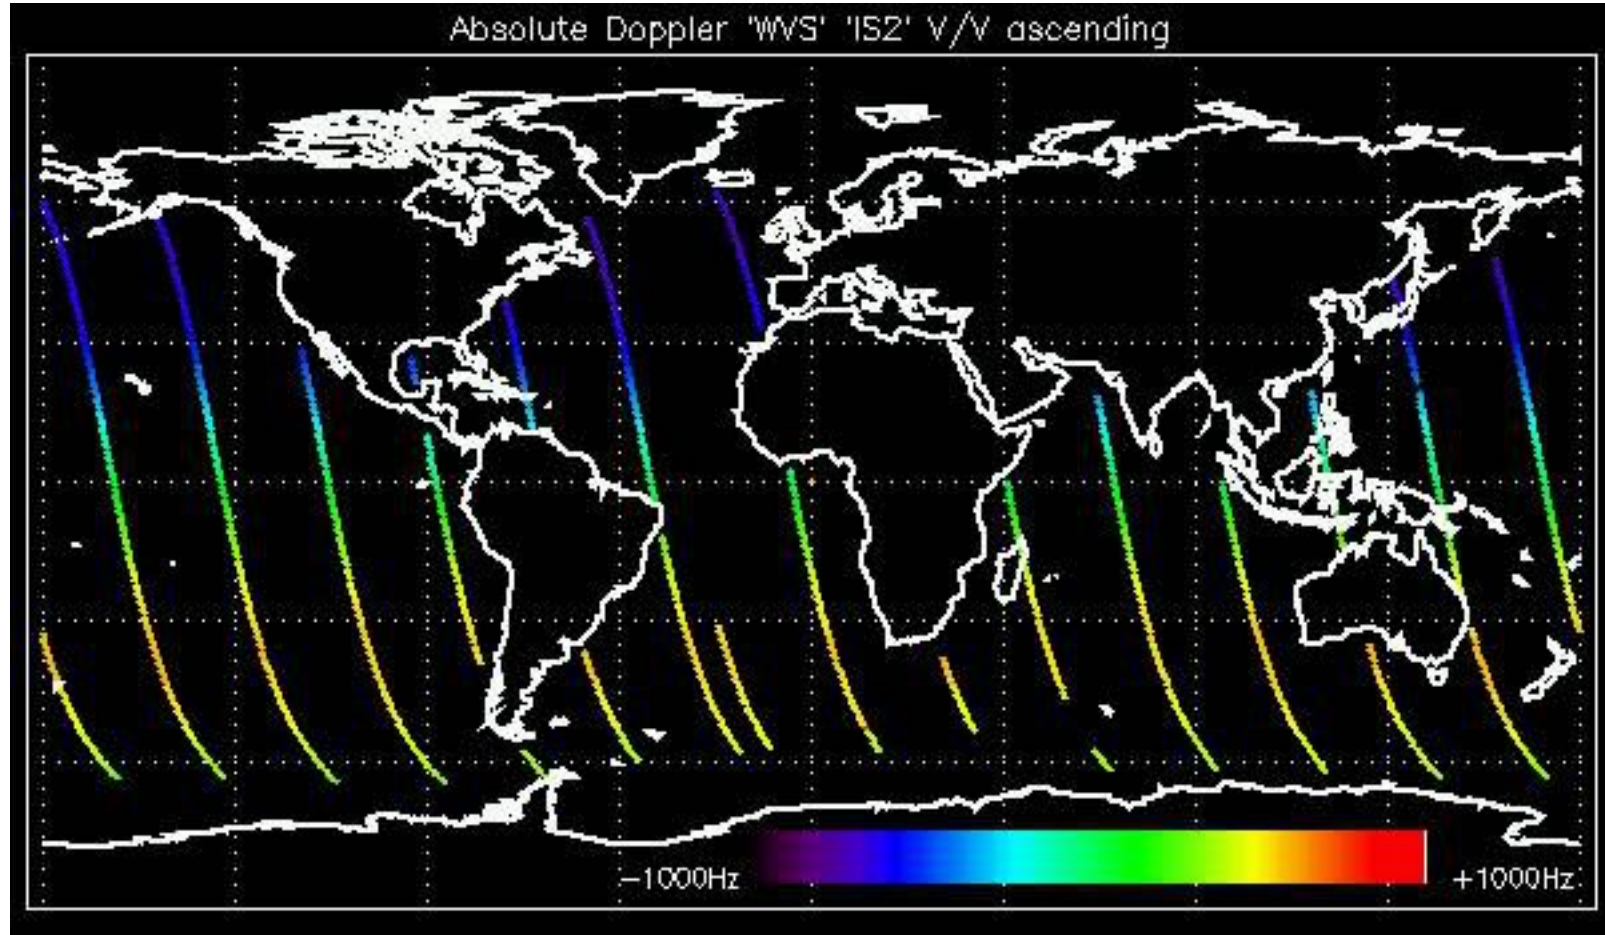 Absolute Doppler 'WVS' 'IS2' V/V ascending
−1000Hz +1000Hz